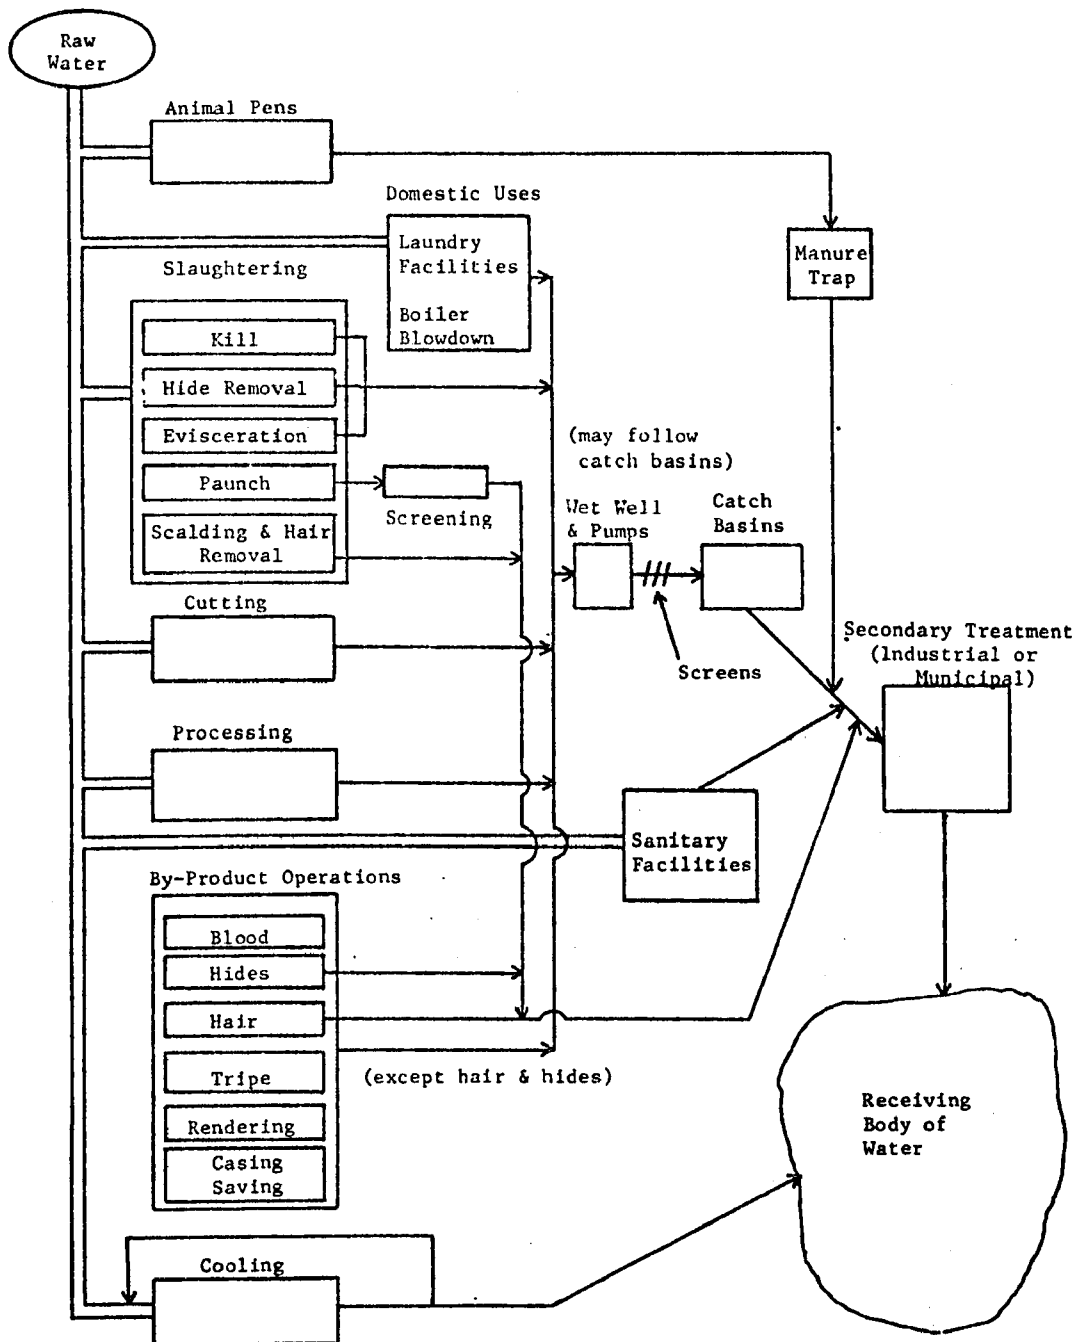 Raw
Water
Animal Pens
Domestic Uses
Laundry
Facilities
Boiler
Blowdown
Manure
Trap
Slaughtering
Kill
Hide Removal
Evisceration
Paunch
Scalding & Hair
Removal
Screening
(may follow
catch basins)
Wet Well
& Pumps
Catch
Basins
Screens
Secondary Treatment
(Industrial or
Municipal)
Cutting
Processing
Sanitary
Facilities
By-Product Operations
Blood
Hides
Hair
Tripe
Rendering
Casing
Saving
(except hair & hides)
Receiving
Body of
Water
Cooling